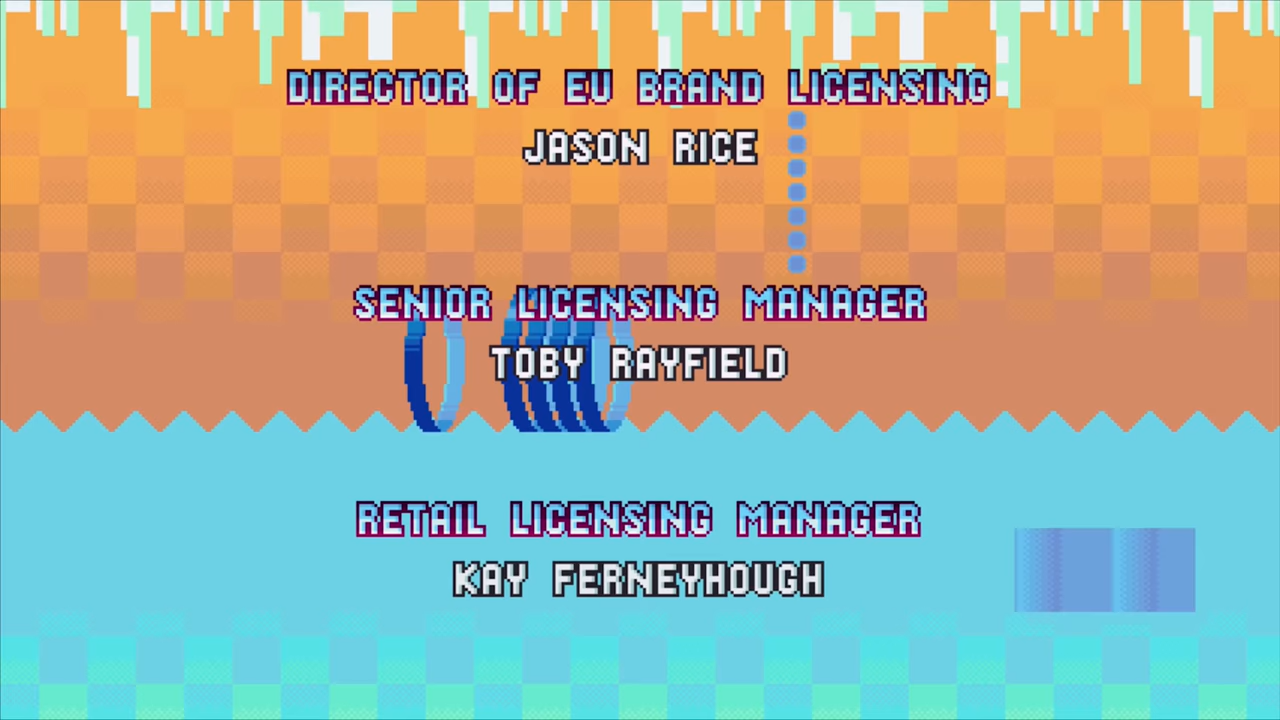 DIRECTOR OF EU BRAND LICENSING
JASON RICE
SENIOR LICENSING MANAGER
TOBY RAYFIELD
RETAIL LICENSING MANAGER
KAY FERNEYHOUGH